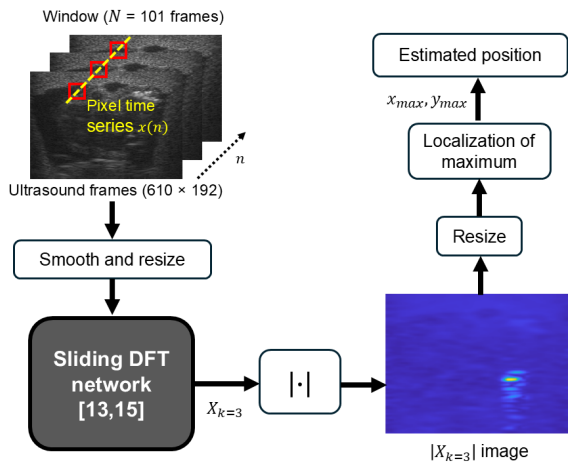 Window (N = 101 frames)
Pixel time
series x(n)
n
Ultrasound frames (610 × 192)
Smooth and resize
Sliding DFT
network
[13,15]
X_{k=3}
|·|
|X_{k=3}| image
Resize
Localization of
maximum
x_{max}, y_{max}
Estimated position